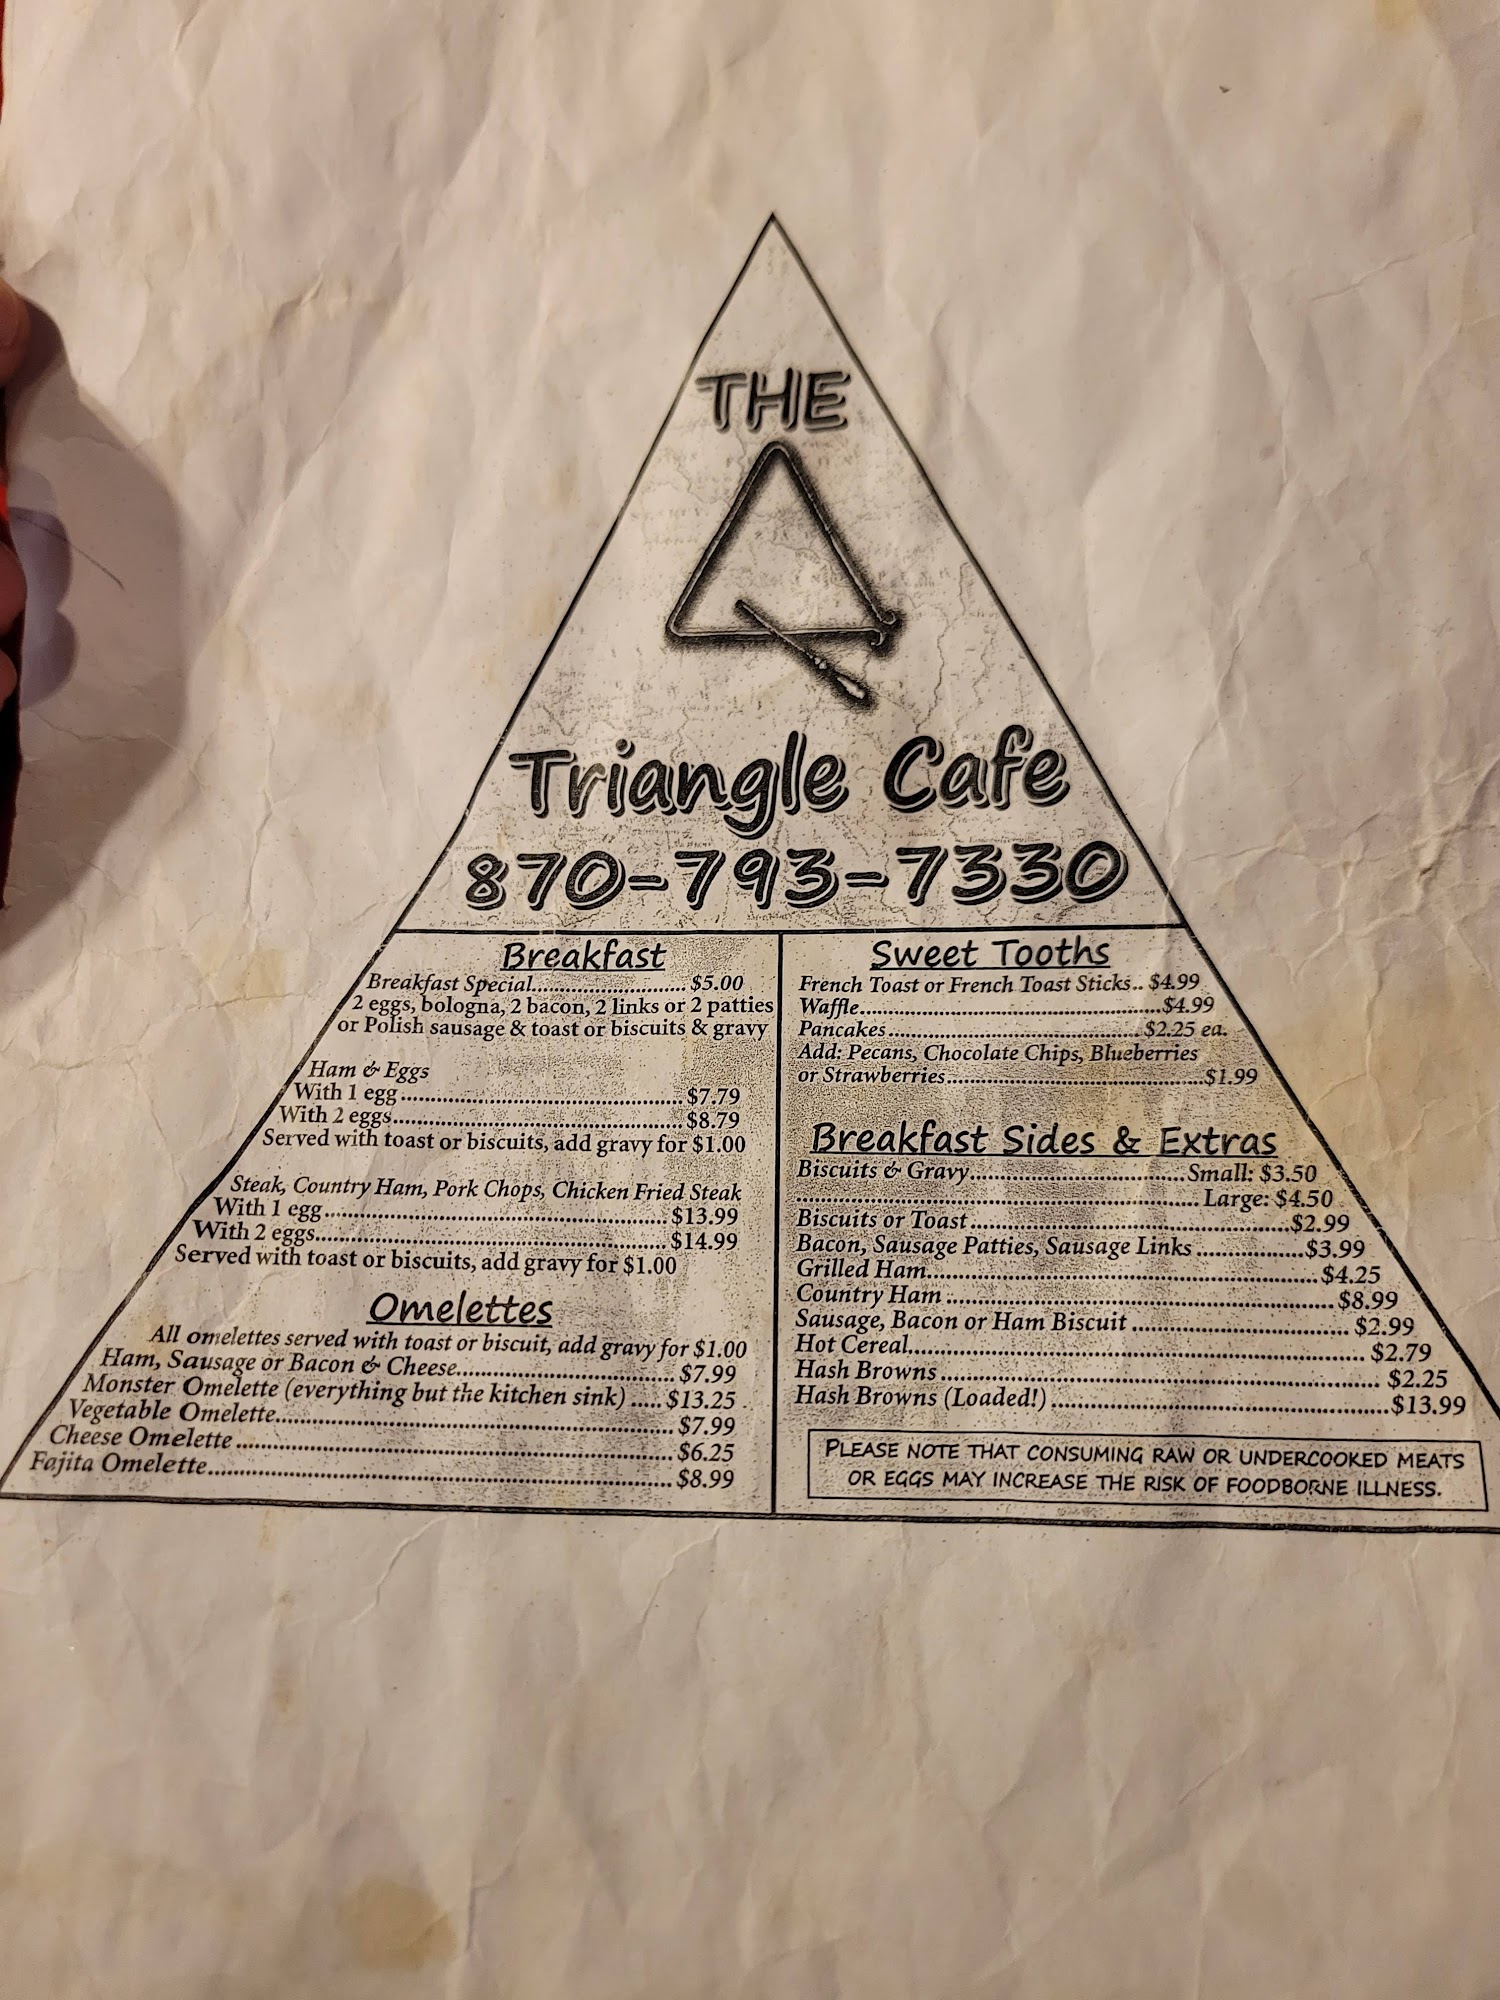 THE
Triangle Cafe
870-793-7330
Breakfast
Breakfast Special.................................. $5.00
2 eggs, bologna, 2 bacon, 2 links or 2 patties
or Polish sausage & toast or biscuits & gravy
Ham & Eggs
With 1 egg.................................................$7.79
With 2 eggs..................................................$8.79
Served with toast or biscuits, add gravy for $1.00
Steak, Country Ham, Pork Chops, Chicken Fried Steak
With 1 egg............................................................$13.99
With 2 eggs.............................................................$14.99
Served with toast or biscuits, add gravy for $1.00
Omelettes
All omelettes served with toast or biscuit, add gravy for $1.00
Ham, Sausage or Bacon & Cheese......................................$7.99
Monster Omelette (everything but the kitchen sink) .....$13.25
Vegetable Omelette.....................................................................$7.99
Cheese Omelette ............................................................................$6.25
Fajita Omelette................................................................................$8.99
Sweet Tooths
French Toast or French Toast Sticks.. $4.99
Waffle......................................................$4.99
Pancakes.............................................$2.25 ea.
Add: Pecans, Chocolate Chips, Blueberries
or Strawberries.............................................$1.99
Breakfast Sides & Extras
Biscuits & Gravy.....................................Small: $3.50
..................................................................... Large: $4.50
Biscuits or Toast.......................................................$2.99
Bacon, Sausage Patties, Sausage Links ...................$3.99
Grilled Ham....................................................................$4.25
Country Ham ....................................................................$8.99
Sausage, Bacon or Ham Biscuit ...................................... $2.99
Hot Cereal................................................................................ $2.79
Hash Browns ............................................................................. $2.25
Hash Browns (Loaded!) ............................................................$13.99
PLEASE NOTE THAT CONSUMING RAW OR UNDERCOOKED MEATS
OR EGGS MAY INCREASE THE RISK OF FOODBORNE ILLNESS.